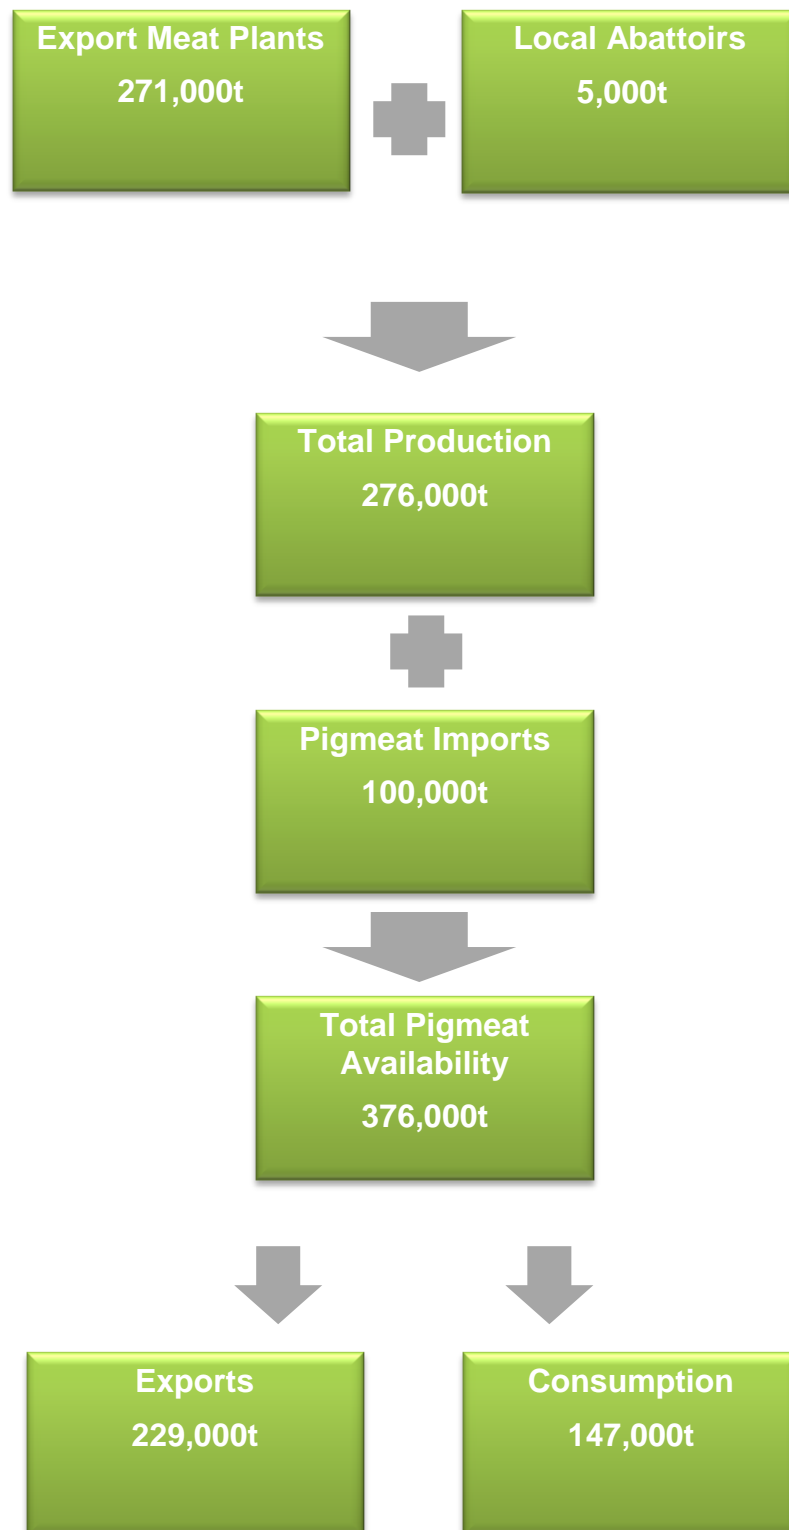 Export Meat Plants
271,000t
Local Abattoirs
5,000t
Total Production
276,000t
Pigmeat Imports
100,000t
Total Pigmeat
Availability
376,000t
Exports
229,000t
Consumption
147,000t